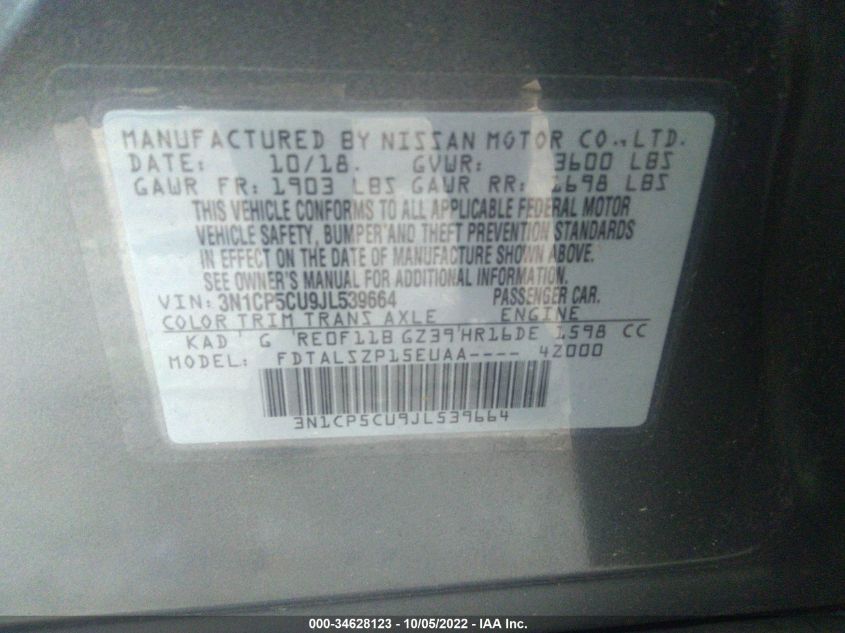 MANUFACTURED BY NISSAN MOTOR CO.,LTD.
DATE: 10/18. GVWR: 3600 LBS
GAWR FR: 1903 LBS GAWR RR: 1698 LBS
THIS VEHICLE CONFORMS TO ALL APPLICABLE FEDERAL MOTOR
VEHICLE SAFETY, BUMPER AND THEFT PREVENTION STANDARDS
IN EFFECT ON THE DATE OF MANUFACTURE SHOWN ABOVE.
SEE OWNER'S MANUAL FOR ADDITIONAL INFORMATION.
VIN: 3N1CP5CU9JL539664 PASSENGER CAR.
COLOR TRIM TRANS AXLE ENGINE
KAD G RE0F11B GZ39 HR16DE 1598 CC
MODEL: FDTALSZP15EUAA---- 4Z000
3N1CP5CU9JL539664
000-34628123 - 10/05/2022 - IAA Inc.